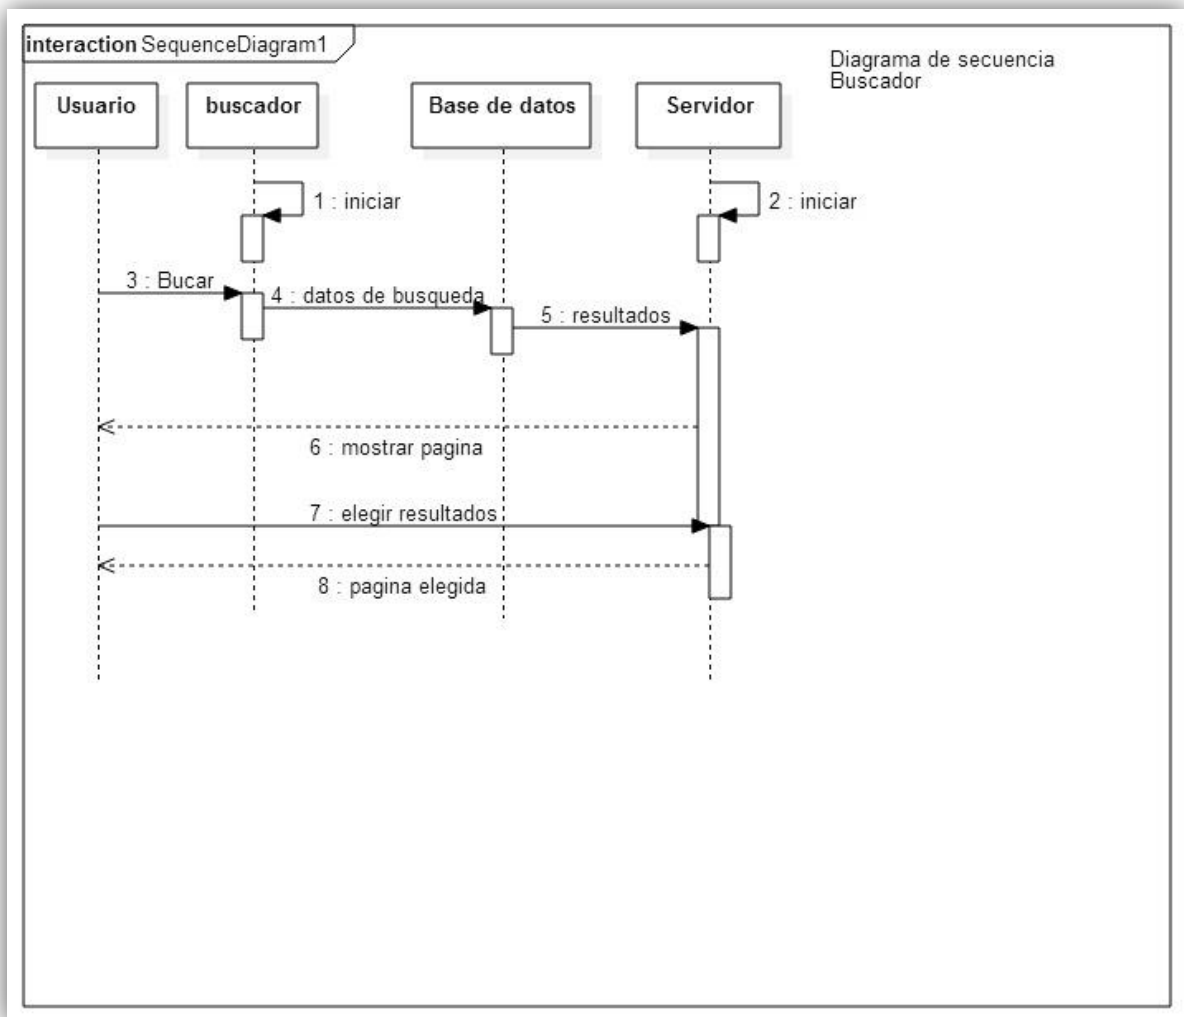 interaction SequenceDiagram1
Diagrama de secuencia
Buscador
Usuario
buscador
Base de datos
Servidor
1 : iniciar
2 : iniciar
3 : Bucar
4 : datos de busqueda
5 : resultados
6 : mostrar pagina
7 : elegir resultados
8 : pagina elegida